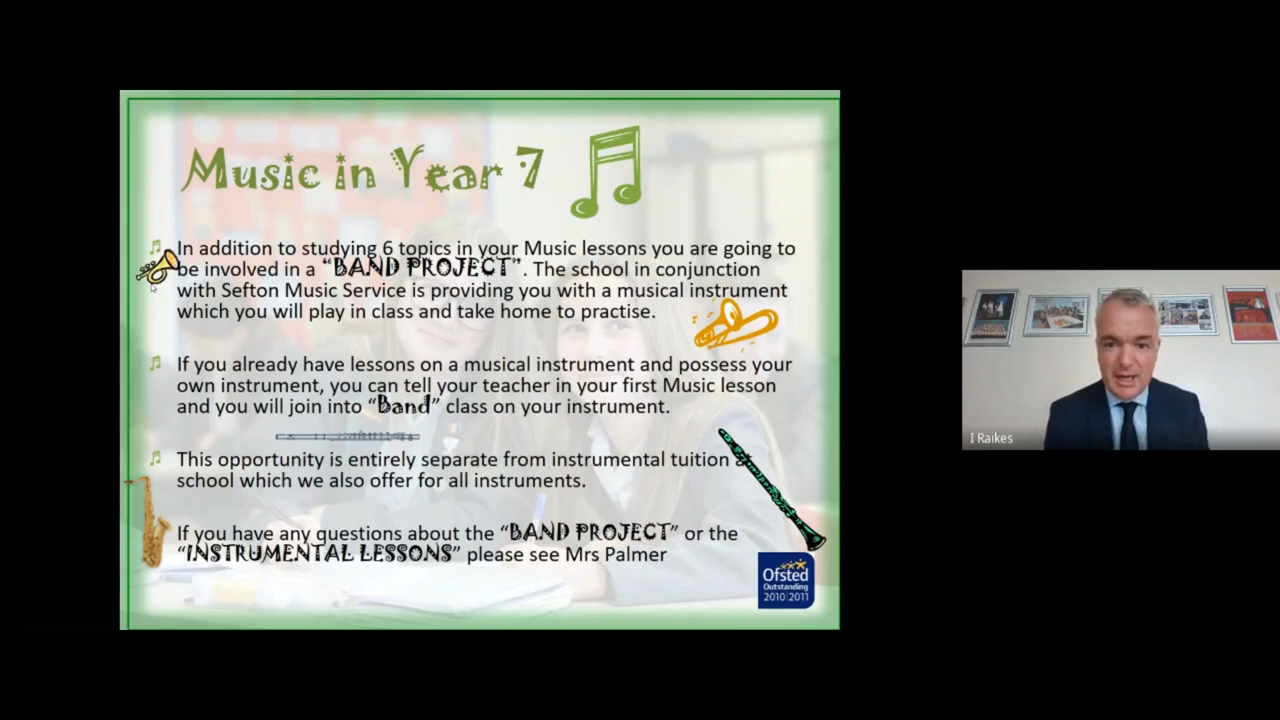 Music in Year 7
In addition to studying 6 topics in your Music lessons you are going to
be involved in a “BAND PROJECT”. The school in conjunction
with Sefton Music Service is providing you with a musical instrument
which you will play in class and take home to practise.
If you already have lessons on a musical instrument and possess your
own instrument, you can tell your teacher in your first Music lesson
and you will join into “Band” class on your instrument.
This opportunity is entirely separate from instrumental tuition at
school which we also offer for all instruments.
If you have any questions about the “BAND PROJECT” or the
“INSTRUMENTAL LESSONS” please see Mrs Palmer
Ofsted
Outstanding
2010|2011
I Raikes